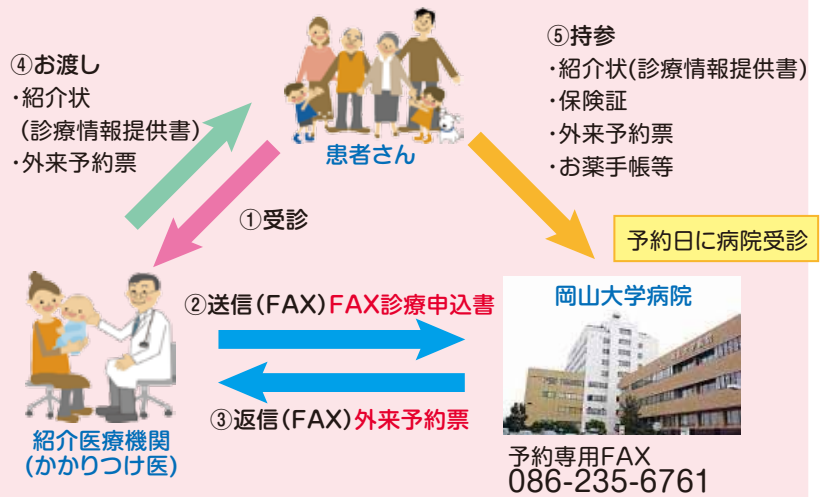 ④お渡し
・紹介状
(診療情報提供書)
・外来予約票
患者さん
⑤持参
・紹介状(診療情報提供書)
・保険証
・外来予約票
・お薬手帳等
①受診
予約日に病院受診
②送信(FAX)FAX診療申込書
岡山大学病院
③返信(FAX)外来予約票
紹介医療機関
(かかりつけ医)
予約専用FAX
086-235-6761